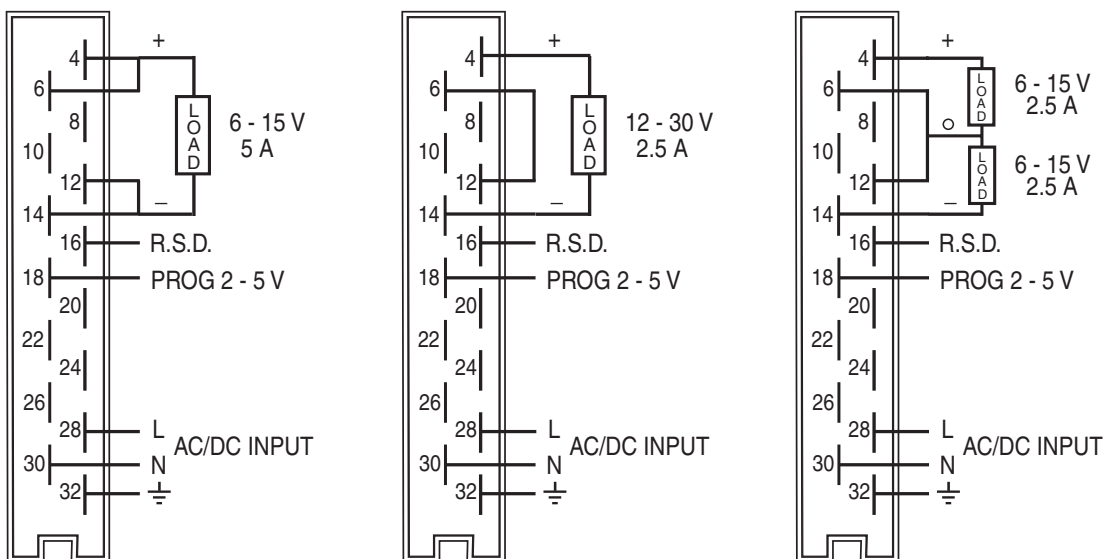 4
+
6
L
O
A
D
6 - 15 V
5 A
8
10
12
14
–
16
R.S.D.
18
PROG 2 - 5 V
20
22
24
26
28
L
AC/DC INPUT
30
N
32
4
+
6
L
O
A
D
12 - 30 V
2.5 A
8
10
12
14
–
16
R.S.D.
18
PROG 2 - 5 V
20
22
24
26
28
L
AC/DC INPUT
30
N
32
4
+
6
L
O
A
D
6 - 15 V
2.5 A
8
o
10
L
O
A
D
6 - 15 V
2.5 A
12
14
–
16
R.S.D.
18
PROG 2 - 5 V
20
22
24
26
28
L
AC/DC INPUT
30
N
32